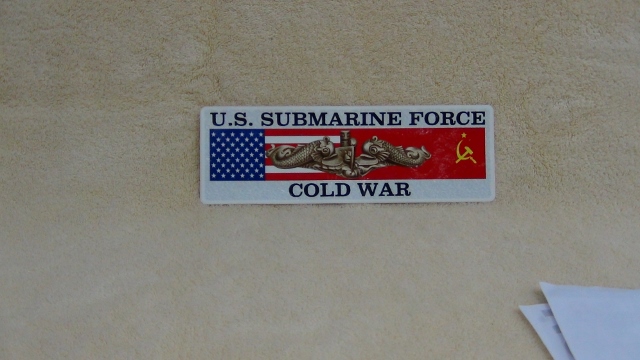 U.S. SUBMARINE FORCE
COLD WAR